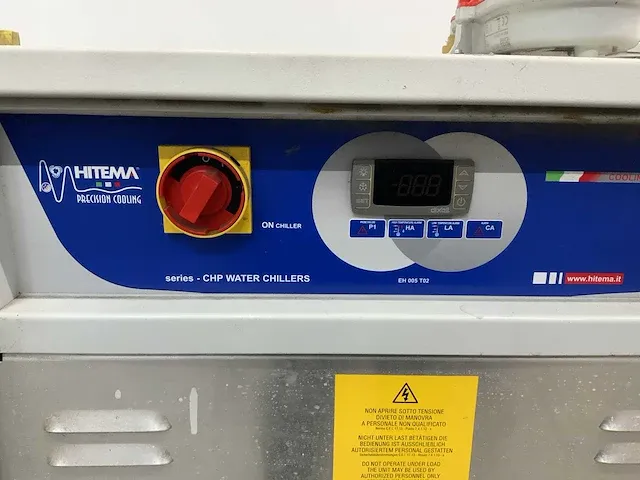 HITEMA
PRECISION COOLING
ON CHILLER
series - CHP WATER CHILLERS
P1
HA
LA
CA
EH 005 T02
www.hitema.it
NON APRIRE SOTTO TENSIONE
DIVIETO DI MANOVRA
A PERSONALE NON QUALIFICATO
NICHT UNTER LAST BETÄTIGEN DIE
BEDIENUNG IST AUSSCHLIEßLICH
AUTORISIERTEM PERSONAL GESTATTEN
DO NOT OPERATE UNDER LOAD
THE UNIT MAY BE USED BY
AUTHORIZED PERSONNEL ONLY